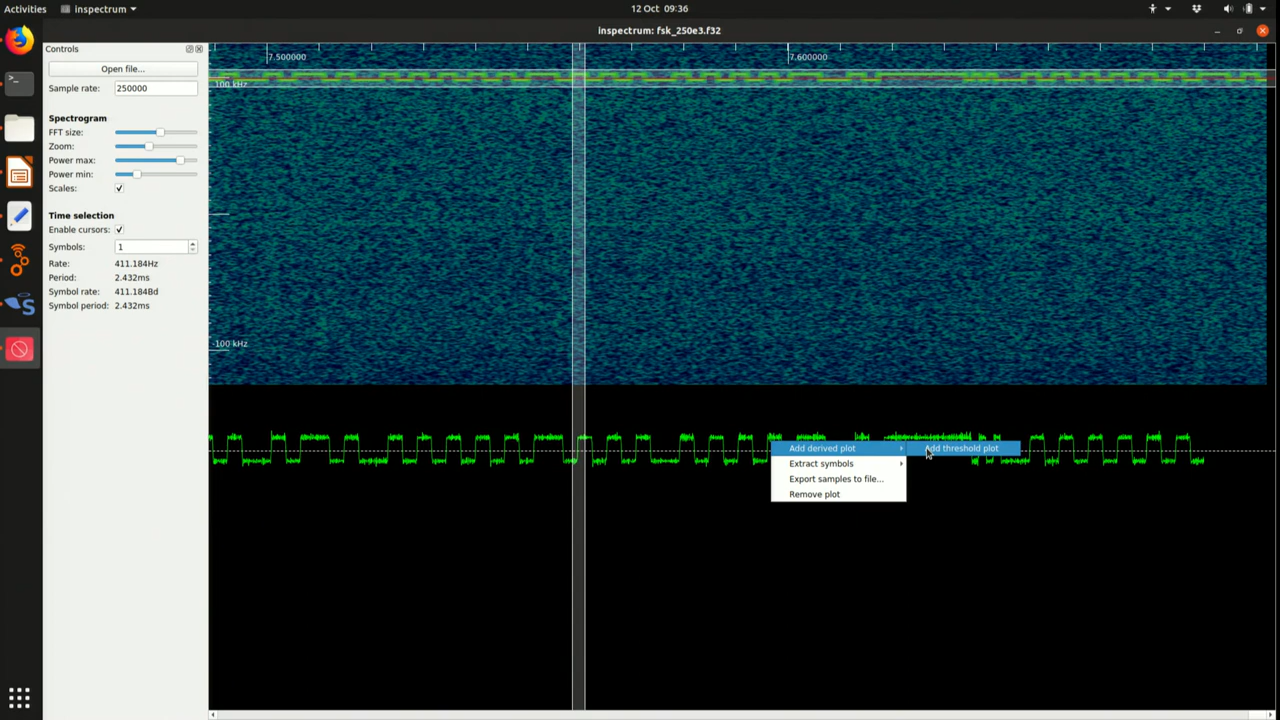 Activities
inspectrum
12 Oct 09:36
inspectrum: fsk_250e3.f32
Controls
Open file...
Sample rate: 250000
Spectrogram
FFT size:
Zoom:
Power max:
Power min:
Scales:
Time selection
Enable cursors:
Symbols: 1
Rate: 411.184Hz
Period: 2.432ms
Symbol rate: 411.184Bd
Symbol period: 2.432ms
7.500000
7.600000
100 kHz
-100 kHz
Add derived plot
Extract symbols
Export samples to file...
Remove plot
Add threshold plot